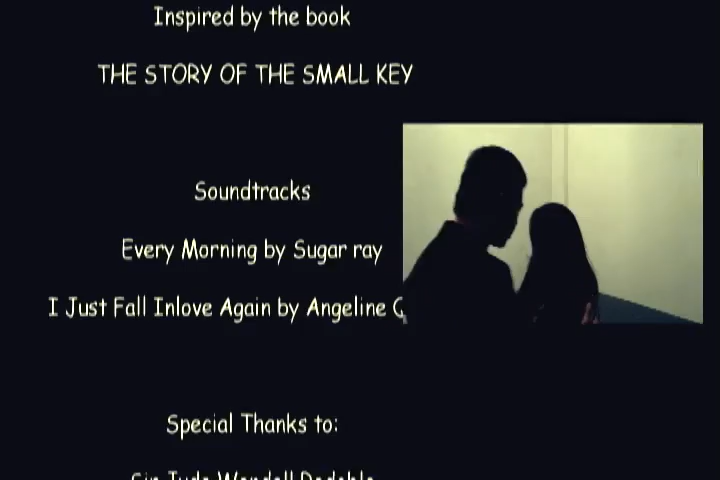 Inspired by the book
THE STORY OF THE SMALL KEY
Soundtracks
Every Morning by Sugar ray
I Just Fall Inlove Again by Angeline
Special Thanks to: